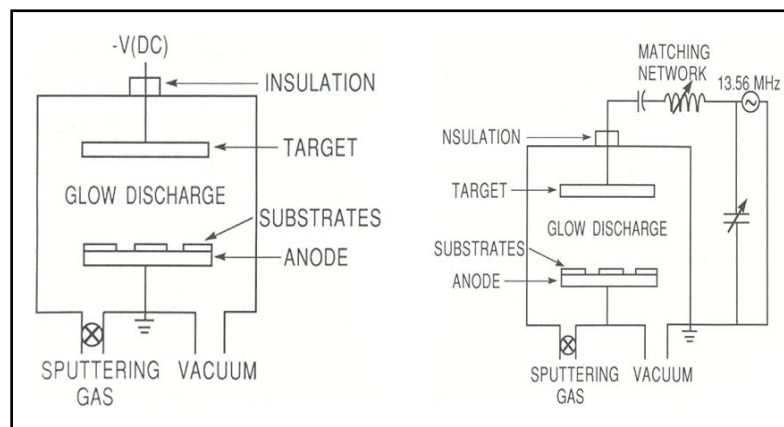 -V(DC)
INSULATION
TARGET
GLOW DISCHARGE
SUBSTRATES
ANODE
SPUTTERING
GAS
VACUUM
MATCHING
NETWORK
13.56 MHz
NSULATION
TARGET
GLOW DISCHARGE
SUBSTRATES
ANODE
SPUTTERING
GAS
VACUUM